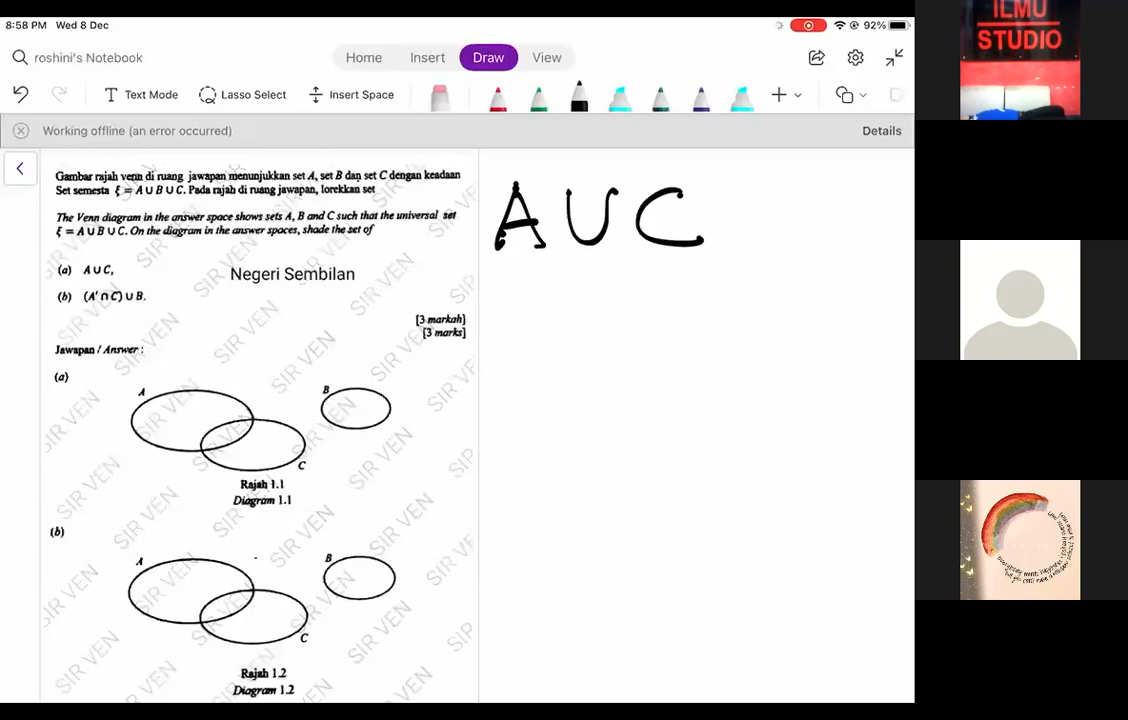 8:58 PM Wed 8 Dec
92%
roshini's Notebook
Home Insert Draw View
Text Mode Lasso Select Insert Space
Working offline (an error occurred) Details
Gambar rajah venn di ruang jawapan menunjukkan set A, set B dan set C dengan keadaan
Set semesta ξ = A ∪ B ∪ C. Pada rajah di ruang jawapan, lorekkan set
The Venn diagram in the answer space shows sets A, B and C such that the universal set
ξ = A ∪ B ∪ C. On the diagram in the answer spaces, shade the set of
(a) A ∪ C,
Negeri Sembilan
(b) (A' ∩ C) ∪ B.
[3 markah]
[3 marks]
Jawapan / Answer :
(a)
A
B
C
Rajah 1.1
Diagram 1.1
(b)
A
B
C
Rajah 1.2
Diagram 1.2
SIR VEN
A U C
ILMU
STUDIO